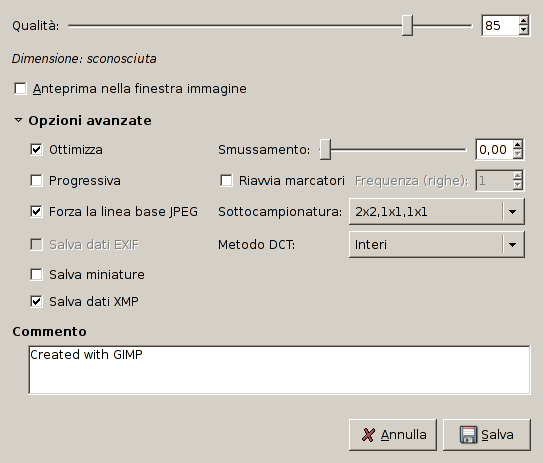 Qualità: 85
Dimensione: sconosciuta
Anteprima nella finestra immagine
Opzioni avanzate
Ottimizza Smussamento: 0,00
Progressiva Riavvia marcatori Frequenza (righe): 1
Forza la linea base JPEG Sottocampionatura: 2x2,1x1,1x1
Salva dati EXIF Metodo DCT: Interi
Salva miniature
Salva dati XMP
Commento
Created with GIMP
Annulla Salva